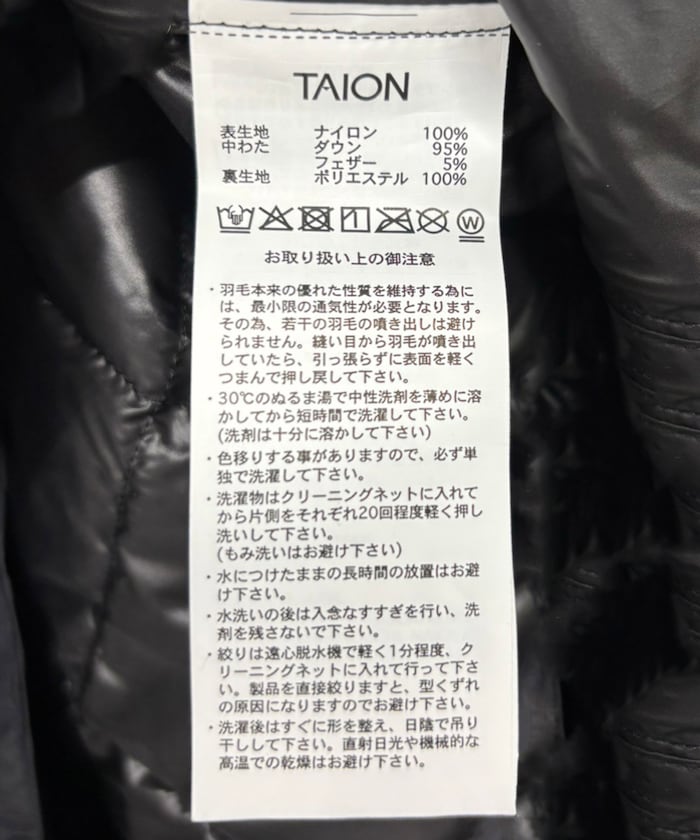 TAION
表生地 ナイロン 100%
中わた ダウン 95%
フェザー 5%
裏生地 ポリエステル 100%
W
お取り扱い上の御注意
・羽毛本来の優れた性質を維持する為に
は、最小限の通気性が必要となります。
その為、若干の羽毛の噴き出しは避け
られません。縫い目から羽毛が噴き出
していたら、引っ張らずに表面を軽く
つまんで押し戻して下さい。
・30℃のぬるま湯で中性洗剤を薄めに溶
かしてから短時間で洗濯して下さい。
(洗剤は十分に溶かして下さい)
・色移りする事がありますので、必ず単
独で洗濯して下さい。
・洗濯物はクリーニングネットに入れて
から片側をそれぞれ20回程度軽く押し
洗いして下さい。
(もみ洗いはお避け下さい)
・水につけたままの長時間の放置はお避
け下さい。
・水洗いの後は入念なすすぎを行い、洗
剤を残さないで下さい。
・絞りは遠心脱水機で軽く1分程度、ク
リーニングネットに入れて行って下さ
い。製品を直接絞りますと、型くずれ
の原因になりますのでお避け下さい。
・洗濯後はすぐに形を整え、日陰で吊り
干しして下さい。直射日光や機械的な
高温での乾燥はお避け下さい。